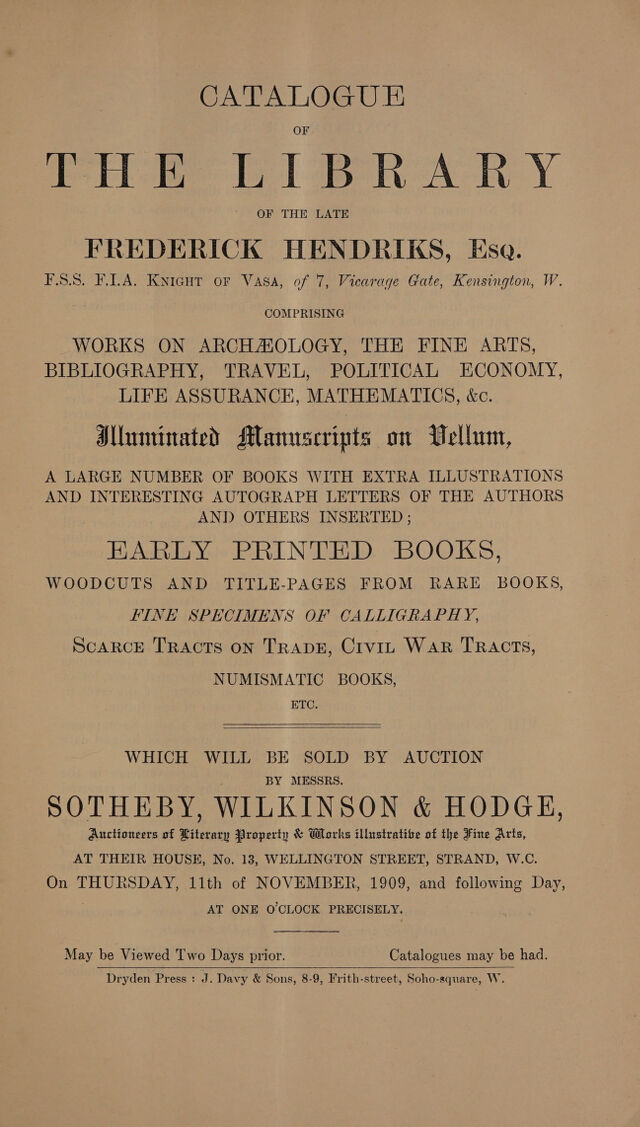 CATALOGUE
OF
THE LIBRARY
OF THE LATE
FREDERICK HENDRIKS, Esq.
F.S.S. F.I.A. Knight of Vasa, of 7, Vicarage Gate, Kensington, W.
COMPRISING
WORKS ON ARCHÆOLOGY, THE FINE ARTS,
BIBLIOGRAPHY, TRAVEL, POLITICAL ECONOMY,
LIFE ASSURANCE, MATHEMATICS, &c.
Illuminated Manuscripts on Vellum,
A LARGE NUMBER OF BOOKS WITH EXTRA ILLUSTRATIONS
AND INTERESTING AUTOGRAPH LETTERS OF THE AUTHORS
AND OTHERS INSERTED;
EARLY PRINTED BOOKS,
WOODCUTS AND TITLE-PAGES FROM RARE BOOKS,
FINE SPECIMENS OF CALLIGRAPHY,
Scarce Tracts on Trade, Civil War Tracts,
NUMISMATIC BOOKS,
ETC.
WHICH WILL BE SOLD BY AUCTION
BY MESSRS.
SOTHEBY, WILKINSON & HODGE,
Auctioneers of Literary Property & Works illustrative of the Fine Arts,
AT THEIR HOUSE, No. 13, WELLINGTON STREET, STRAND, W.C.
On THURSDAY, 11th of NOVEMBER, 1909, and following Day,
AT ONE O'CLOCK PRECISELY.
May be Viewed Two Days prior. Catalogues may be had.
Dryden Press : J. Davy & Sons, 8-9, Frith-street, Soho-square, W.